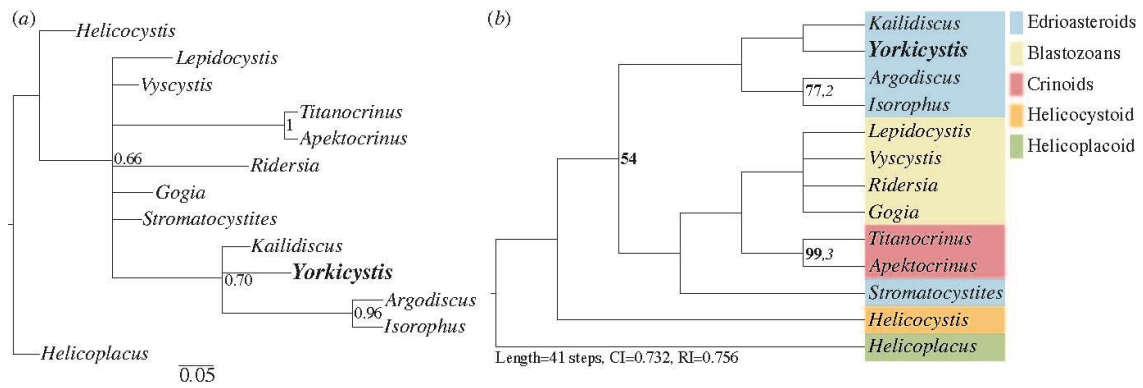 (a)
Helicocystis
Lepidocystis
Vyscystis
Titanocrinus
1
Apektocrinus
0.66
Ridersia
Gogia
Stromatocystites
Kailidiscus
Yorkicystis
0.70
Argodiscus
0.96
Isorophus
Helicoplacus
0.05
(b)
Kailidiscus
Yorkicystis
Argodiscus
77,2
Isorophus
Lepidocystis
54
Vyscystis
Ridersia
Gogia
Titanocrinus
99,3
Apektocrinus
Stromatocystites
Helicocystis
Helicoplacus
Length=41 steps, CI=0.732, RI=0.756
Edrioasteroids
Blastozoans
Crinoids
Helicocystoid
Helicoplacoid